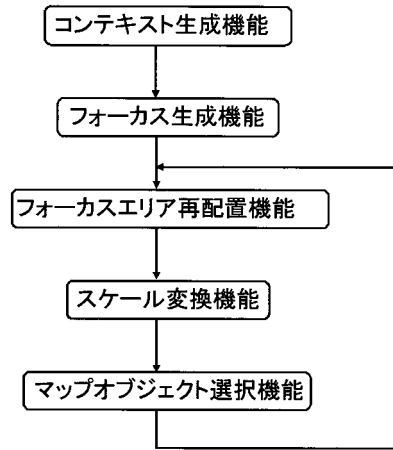 コンテキスト生成機能
フォーカス生成機能
フォーカスエリア再配置機能
スケール変換機能
マップオブジェクト選択機能